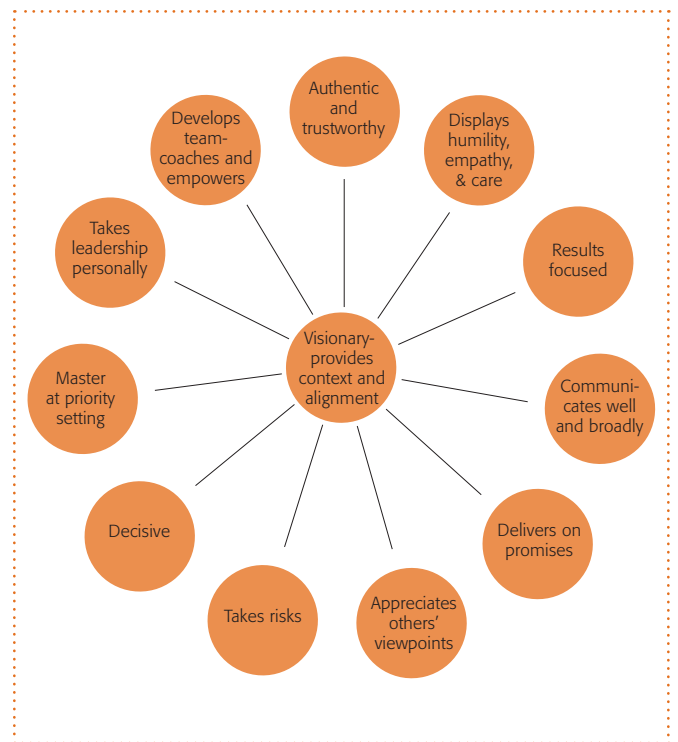 Authentic
and
trustworthy
Displays
humility,
empathy,
& care
Results
focused
Communi-
cates well
and broadly
Delivers on
promises
Appreciates
others’
viewpoints
Takes risks
Decisive
Master
at priority
setting
Takes
leadership
personally
Develops
team-
coaches and
empowers
Visionary-
provides
context and
alignment